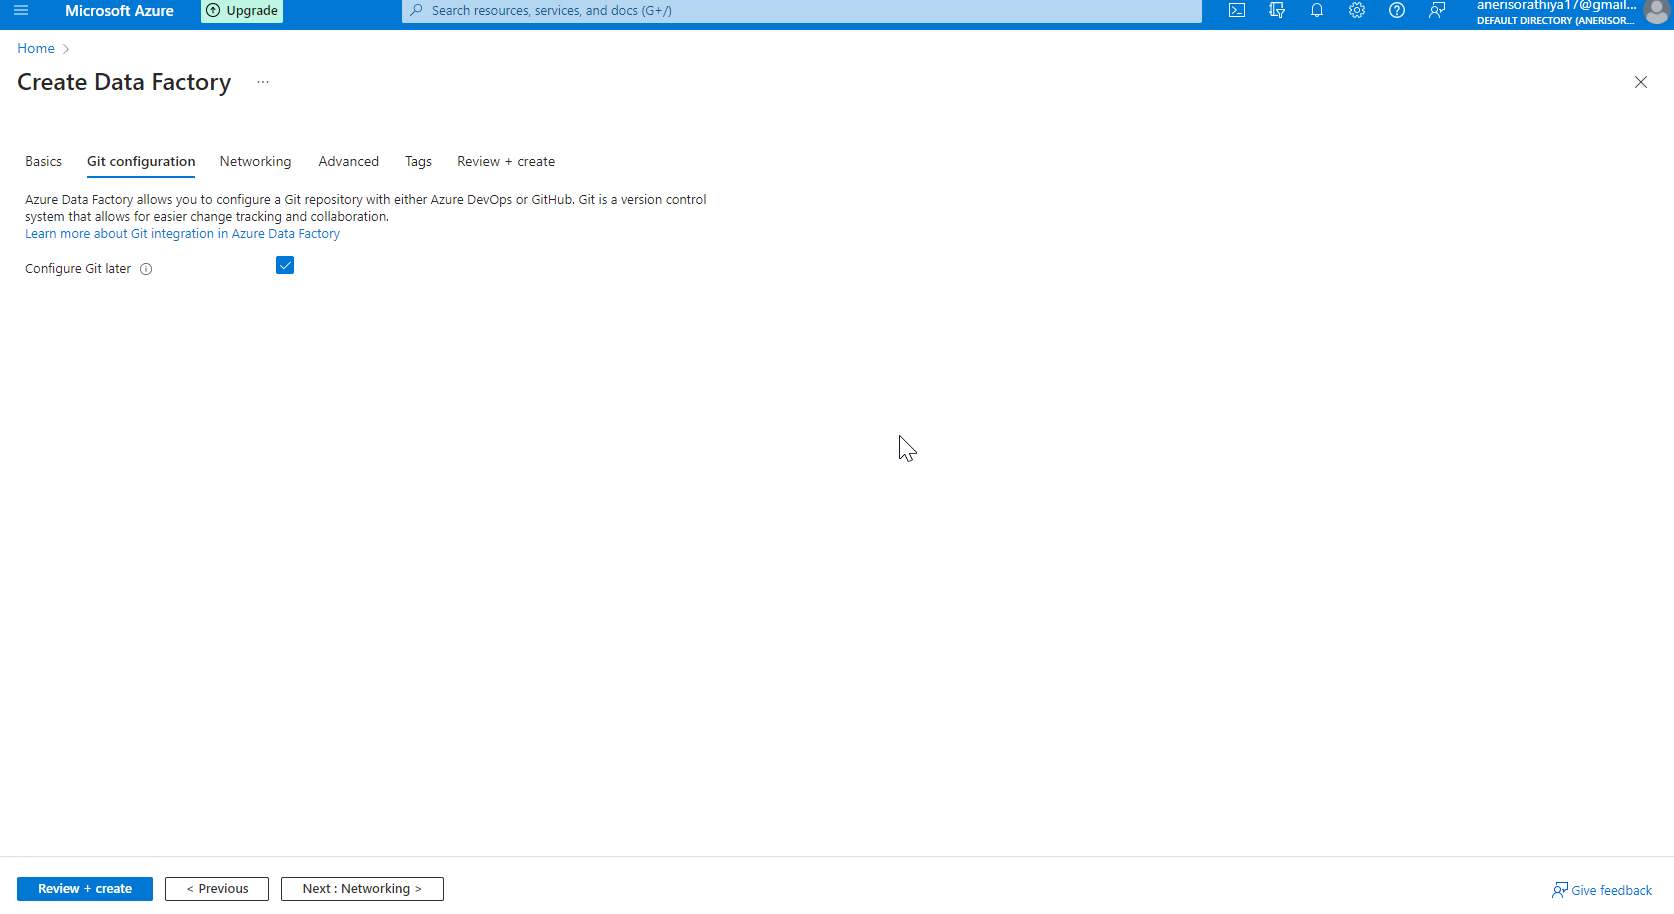 Microsoft Azure
Upgrade
Search resources, services, and docs (G+/)
anerisorathiya17@gmail...
DEFAULT DIRECTORY (ANERISOR...
Home >
Create Data Factory ...
Basics
Git configuration
Networking
Advanced
Tags
Review + create
Azure Data Factory allows you to configure a Git repository with either Azure DevOps or GitHub. Git is a version control
system that allows for easier change tracking and collaboration.
Learn more about Git integration in Azure Data Factory
Configure Git later
Review + create
< Previous
Next : Networking >
Give feedback